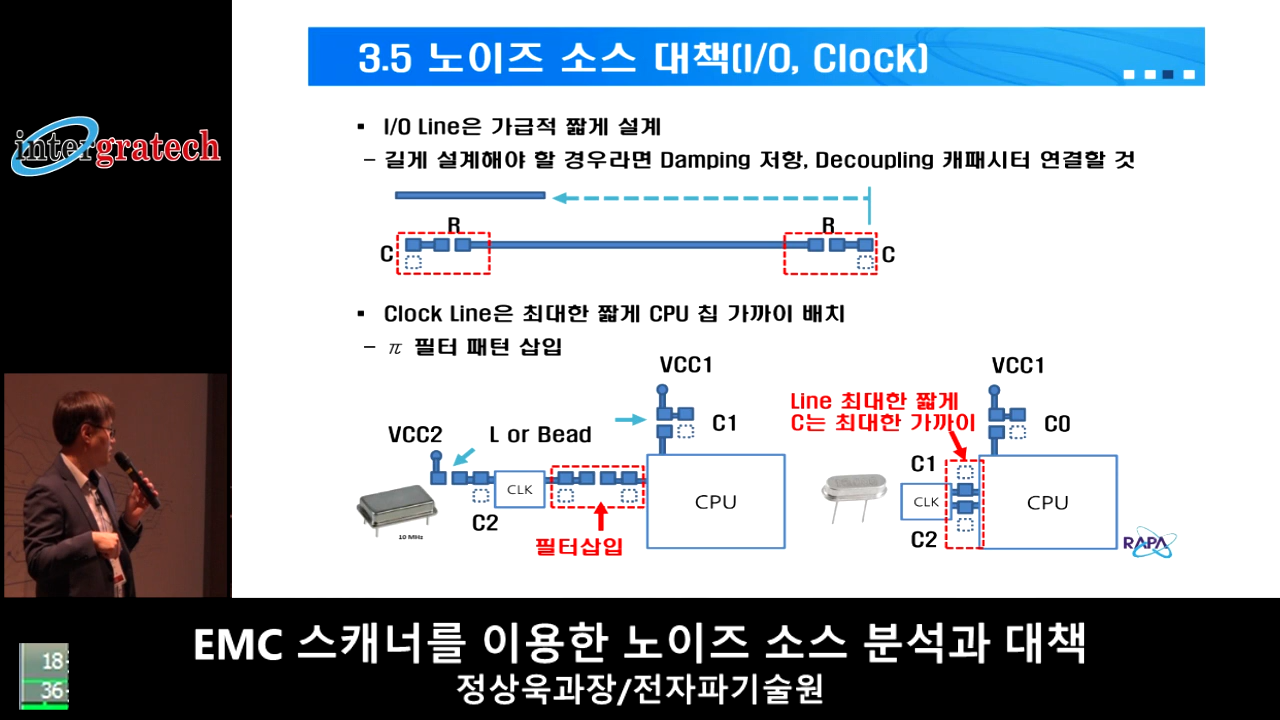 3.5 노이즈 소스 대책(I/O, Clock)
intergratech
▪ I/O Line은 가급적 짧게 설계
– 길게 설계해야 할 경우라면 Damping 저항, Decoupling 캐패시터 연결할 것
R
R
C
C
▪ Clock Line은 최대한 짧게 CPU 칩 가까이 배치
– π 필터 패턴 삽입
VCC1
VCC1
Line 최대한 짧게
C는 최대한 가까이
C1
C0
VCC2
L or Bead
C1
CLK
CPU
CLK
CPU
C2
10 MHz
필터삽입
C2
RAPA
EMC 스캐너를 이용한 노이즈 소스 분석과 대책
18:
36.
정상욱과장/전자파기술원